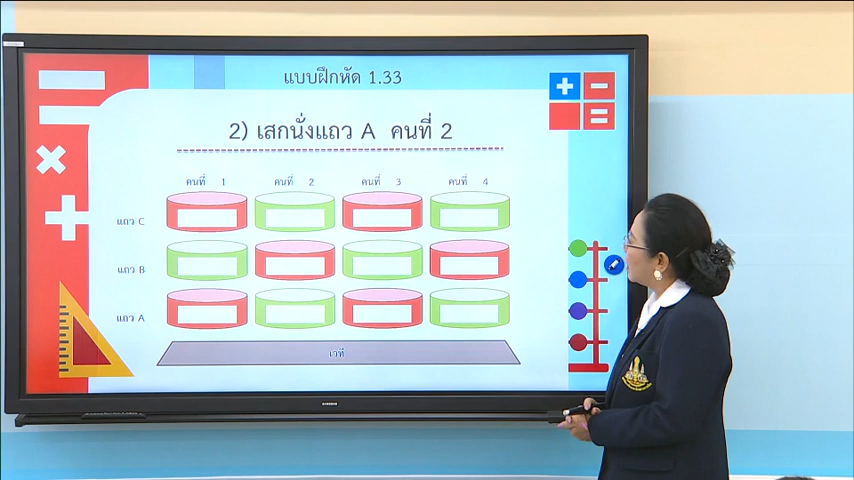 แบบฝึกหัด 1.33
2) เสกนั่งแถว A คนที่ 2
คนที่ 1 คนที่ 2 คนที่ 3 คนที่ 4
แถว C
แถว B
แถว A
เวที
SAMSUNG